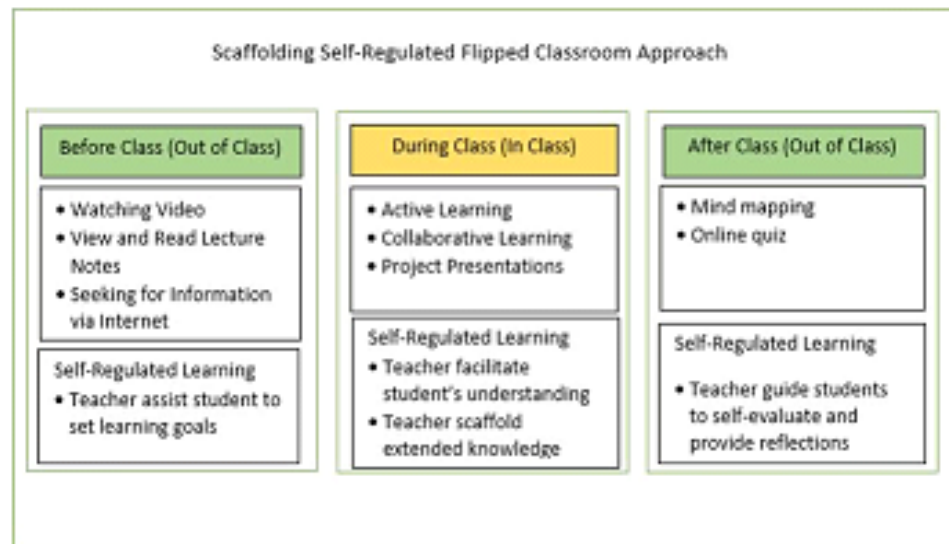 Scaffolding Self-Regulated Flipped Classroom Approach
Before Class (Out of Class)
• Watching Video
• View and Read Lecture
Notes
• Seeking for Information
via Internet
Self-Regulated Learning
• Teacher assist student to
set learning goals
During Class (In Class)
• Active Learning
• Collaborative Learning
• Project Presentations
Self-Regulated Learning
• Teacher facilitate
student's understanding
• Teacher scaffold
extended knowledge
After Class (Out of Class)
• Mind mapping
• Online quiz
Self-Regulated Learning
• Teacher guide students
to self-evaluate and
provide reflections